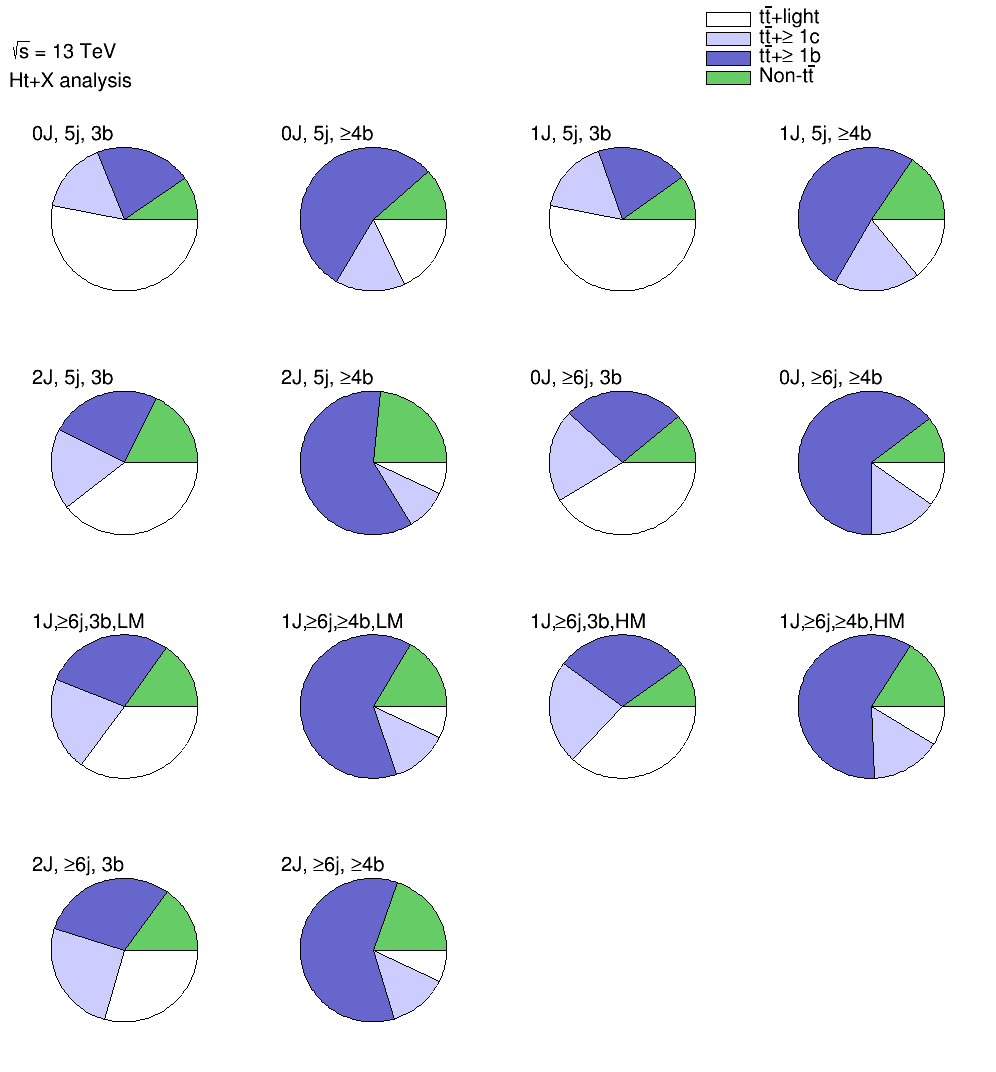 tt̄+light
tt̄+≥ 1c
tt̄+≥ 1b
Non-tt̄
√s = 13 TeV
Ht+X analysis
0J, 5j, 3b
0J, 5j, ≥4b
1J, 5j, 3b
1J, 5j, ≥4b
2J, 5j, 3b
2J, 5j, ≥4b
0J, ≥6j, 3b
0J, ≥6j, ≥4b
1J,≥6j,3b,LM
1J,≥6j,≥4b,LM
1J,≥6j,3b,HM
1J,≥6j,≥4b,HM
2J, ≥6j, 3b
2J, ≥6j, ≥4b